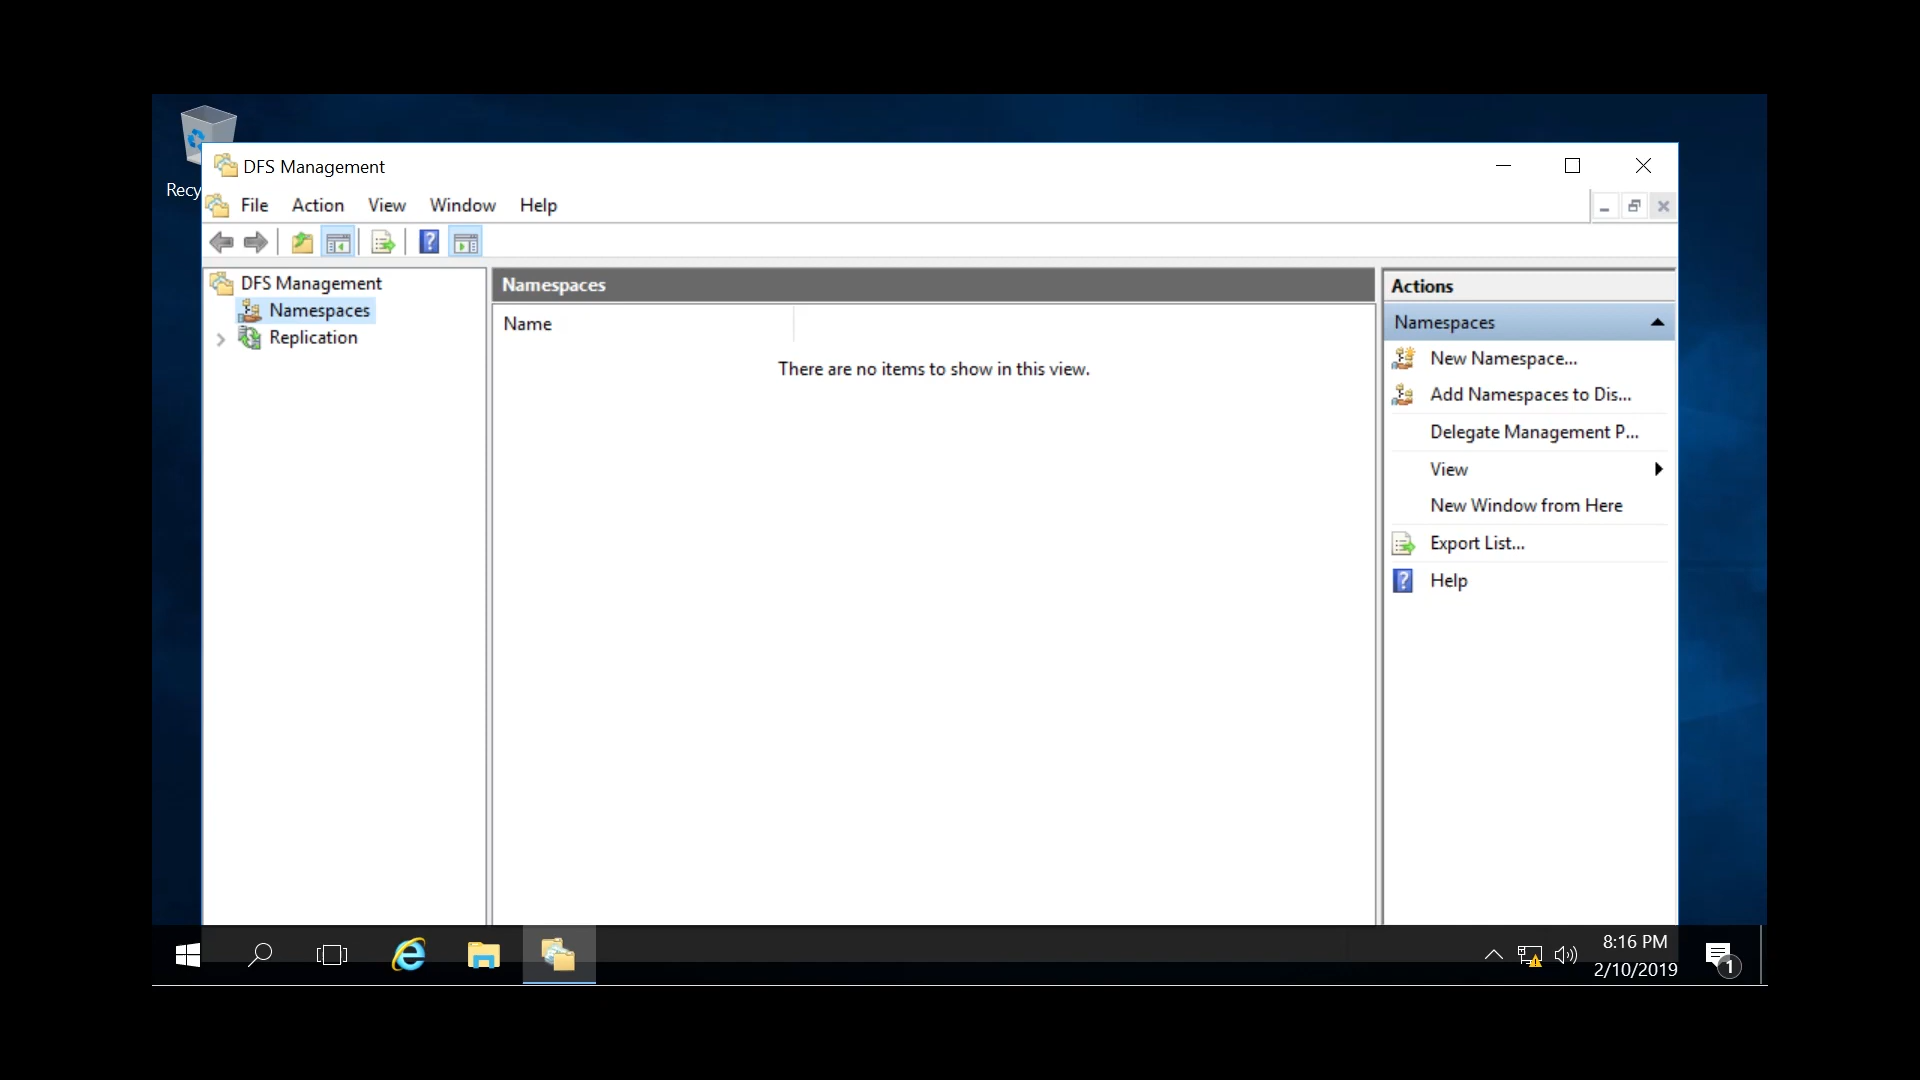 Recy
DFS Management
File Action View Window Help
DFS Management
Namespaces
Replication
Namespaces
Name
There are no items to show in this view.
Actions
Namespaces
New Namespace...
Add Namespaces to Dis...
Delegate Management P...
View
New Window from Here
Export List...
Help
8:16 PM
2/10/2019
1